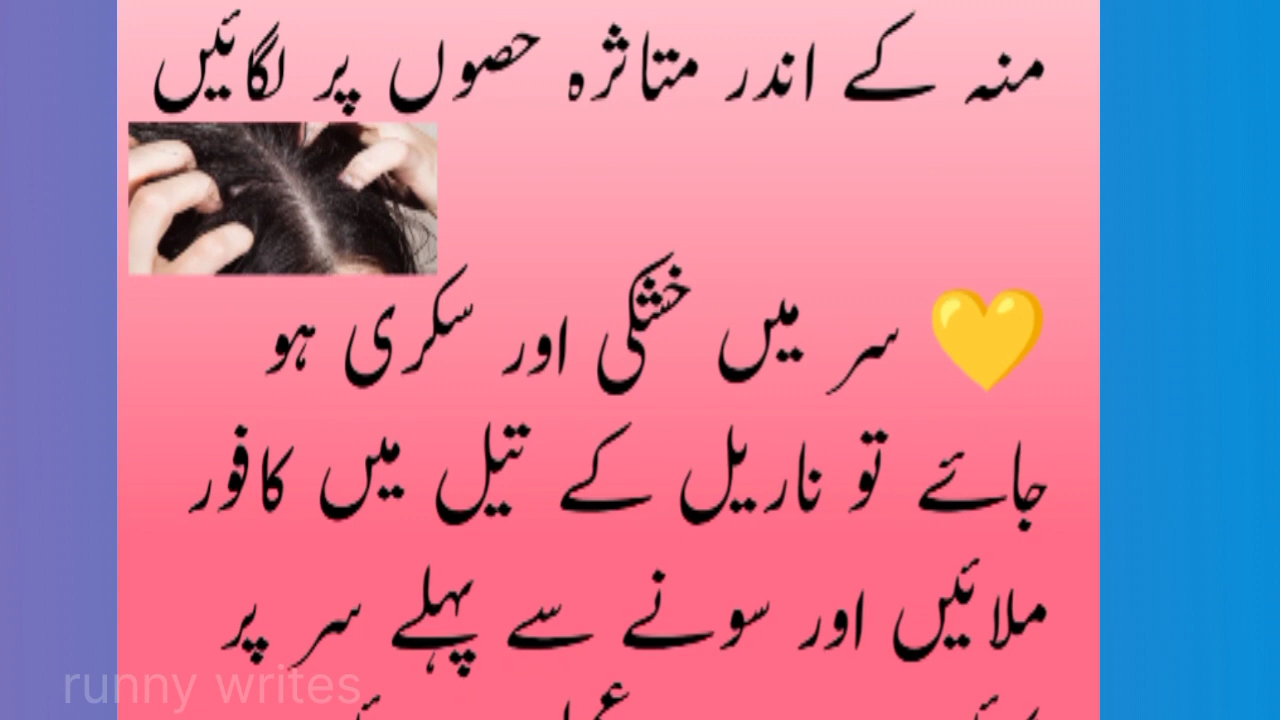 منہ کے اندر متاثرہ حصوں پر لگائیں
سر میں خشکی اور سکری ہو
جائے تو ناریل کے تیل میں کافور
ملائیں اور سونے سے پہلے سر پر
runny writes